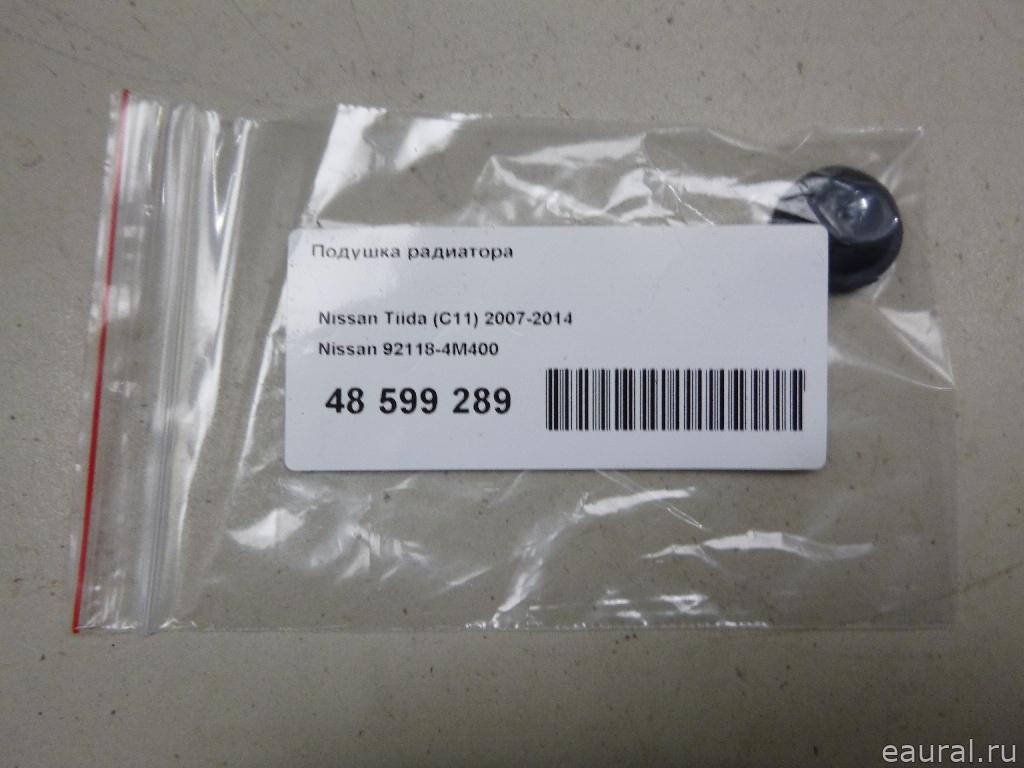 Подушка радиатора
Nissan Tiida (C11) 2007-2014
Nissan 92118-4M400
48 599 289
eaural.ru